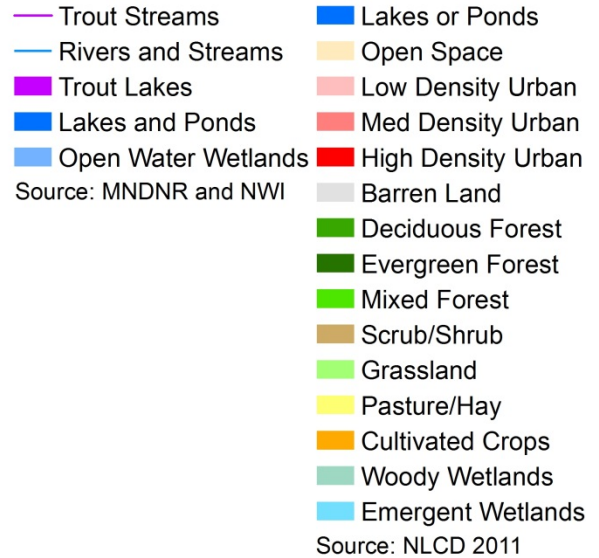 Trout Streams
Rivers and Streams
Trout Lakes
Lakes and Ponds
Open Water Wetlands
Source: MNDNR and NWI
Lakes or Ponds
Open Space
Low Density Urban
Med Density Urban
High Density Urban
Barren Land
Deciduous Forest
Evergreen Forest
Mixed Forest
Scrub/Shrub
Grassland
Pasture/Hay
Cultivated Crops
Woody Wetlands
Emergent Wetlands
Source: NLCD 2011